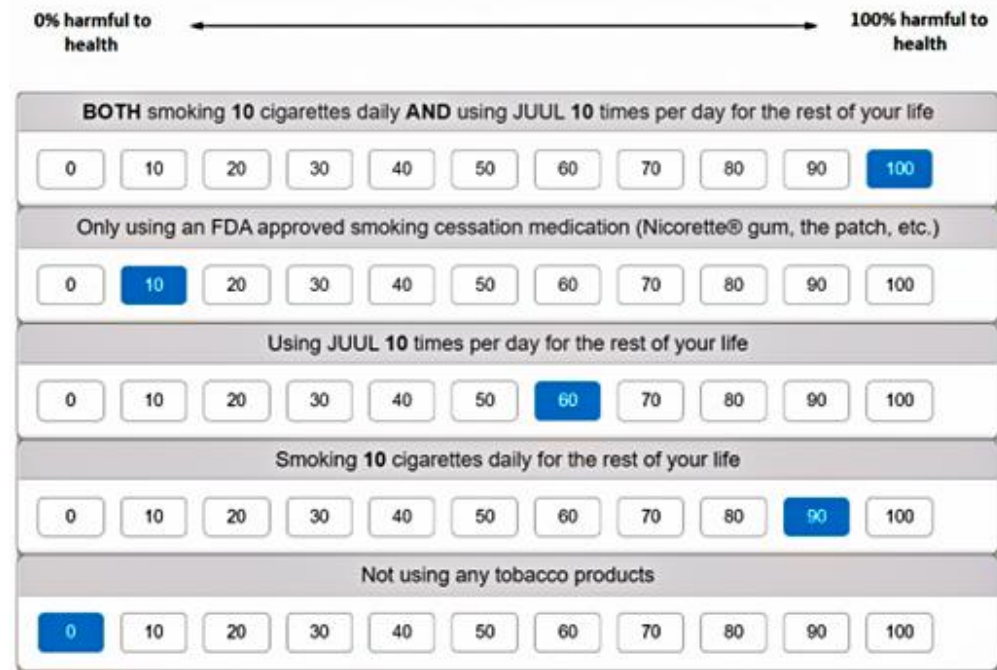 0% harmful to 100% harmful to
health health
BOTH smoking 10 cigarettes daily AND using JUUL 10 times per day for the rest of your life
0 10 20 30 40 50 60 70 80 90 100
Only using an FDA approved smoking cessation medication (Nicorette® gum, the patch, etc.)
0 10 20 30 40 50 60 70 80 90 100
Using JUUL 10 times per day for the rest of your life
0 10 20 30 40 50 60 70 80 90 100
Smoking 10 cigarettes daily for the rest of your life
0 10 20 30 40 50 60 70 80 90 100
Not using any tobacco products
0 10 20 30 40 50 60 70 80 90 100